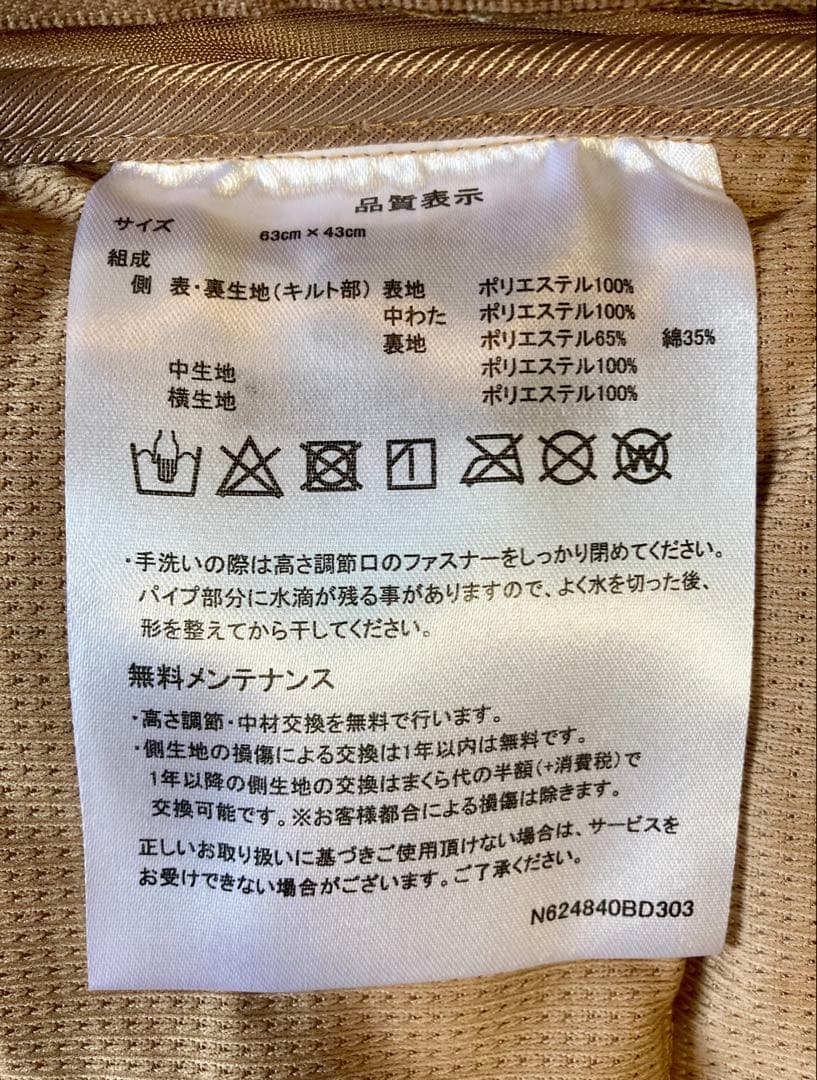 品質表示
サイズ 63cm×43cm
組成
側 表・裏生地(キルト部) 表地 ポリエステル100%
中わた ポリエステル100%
裏地 ポリエステル65% 綿35%
中生地 ポリエステル100%
横生地 ポリエステル100%
W
・手洗いの際は高さ調節口のファスナーをしっかり閉めてください。
パイプ部分に水滴が残る事がありますので、よく水を切った後、
形を整えてから干してください。
無料メンテナンス
・高さ調節・中材交換を無料で行います。
・側生地の損傷による交換は1年以内は無料です。
1年以降の側生地の交換はまくら代の半額(+消費税)で
交換可能です。※お客様都合による損傷は除きます。
正しいお取り扱いに基づきご使用頂けない場合は、サービスを
お受けできない場合がございます。ご了承ください。
N624840BD303